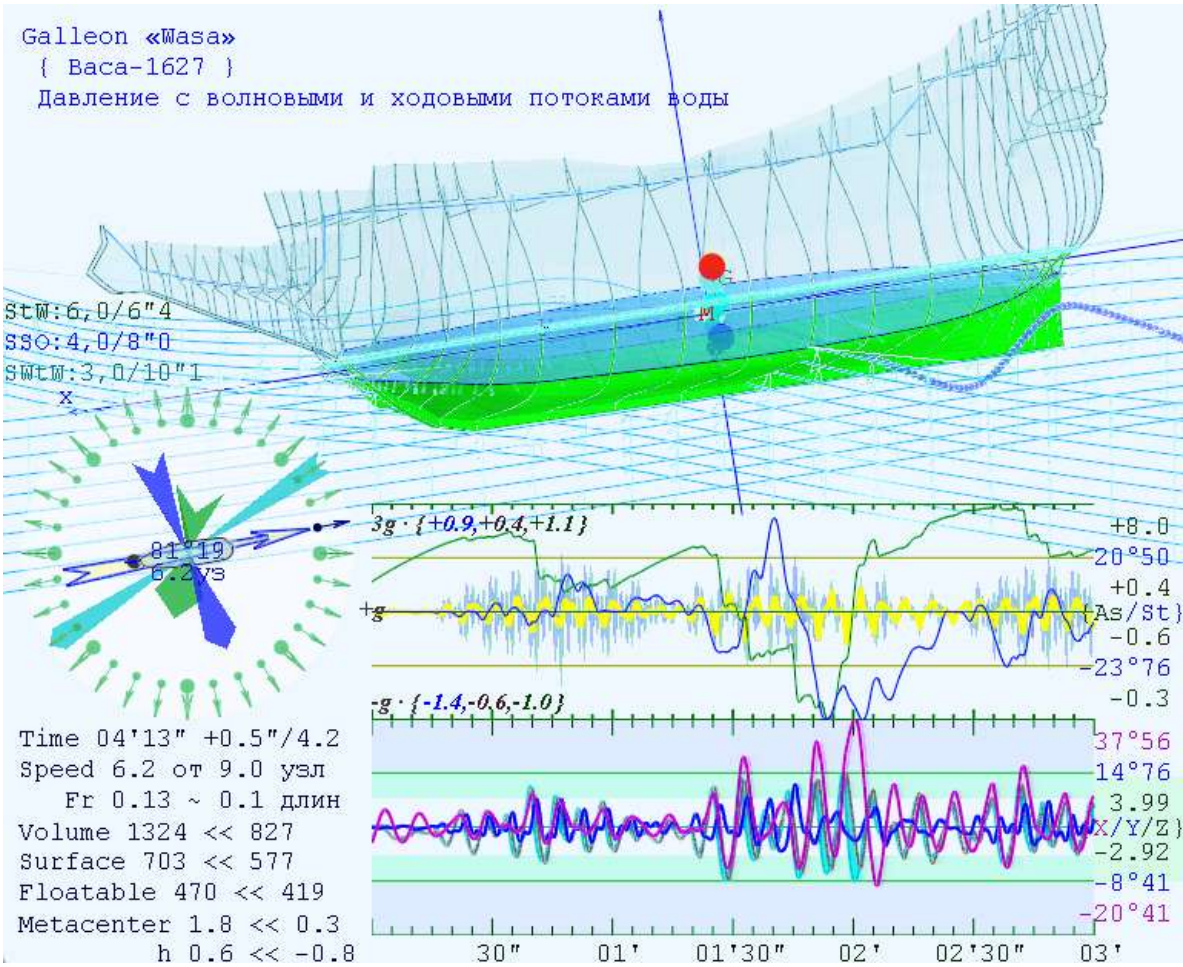 Galleon «Wasa»
{ Васа-1627 }
Давление с волновыми и ходовыми потоками воды
G
M
StW:6,0/6"4
SSO:4,0/8"0
SWtW:3,0/10"1
X
81°19
6.2уз
3g · {+0.9,+0.4,+1.1}
+8.0
20°50
+0.4
+g
{As/St}
-0.6
-23°76
-0.3
-g · {-1.4,-0.6,-1.0}
Time 04'13" +0.5"/4.2
Speed 6.2 от 9.0 узл
Fr 0.13 ~ 0.1 длин
Volume 1324 << 827
Surface 703 << 577
Floatable 470 << 419
Metacenter 1.8 << 0.3
h 0.6 << -0.8
37°56
14°76
3.99
X/Y/Z}
-2.92
-8°41
-20°41
30" 01' 01'30" 02' 02'30" 03'